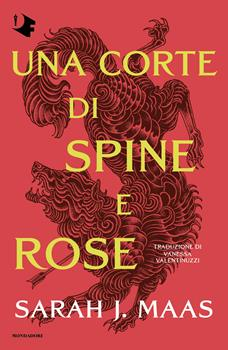 UNA CORTE
DI
SPINE
E
ROSE
TRADUZIONE DI
VANESSA
VALENTINUZZI
SARAH J. MAAS
MONDADORI